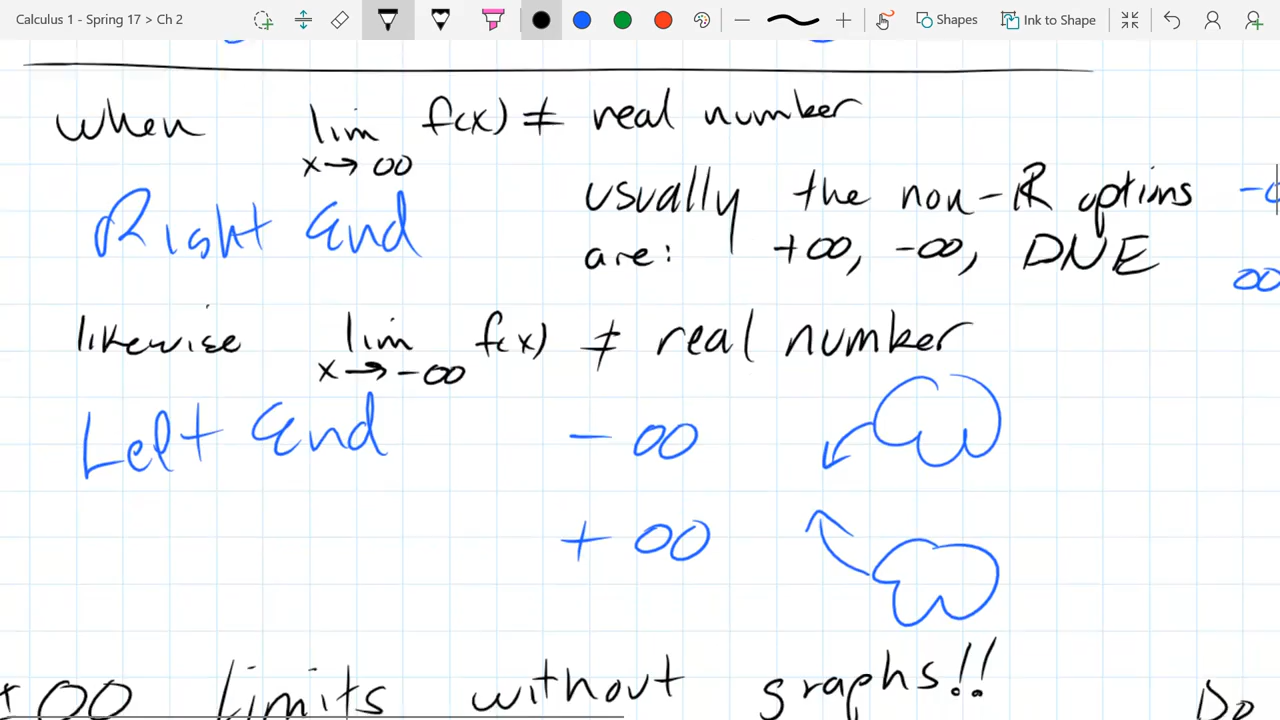 Calculus 1 - Spring 17 > Ch 2
Shapes
Ink to Shape
when lim f(x) ≠ real number
x → ∞
Right End
usually the non-ℝ options
are: +∞, -∞, DNE
∞
likewise lim f(x) ≠ real number
x → -∞
Left End
- ∞
+ ∞
∞ limits without graphs!!
Do